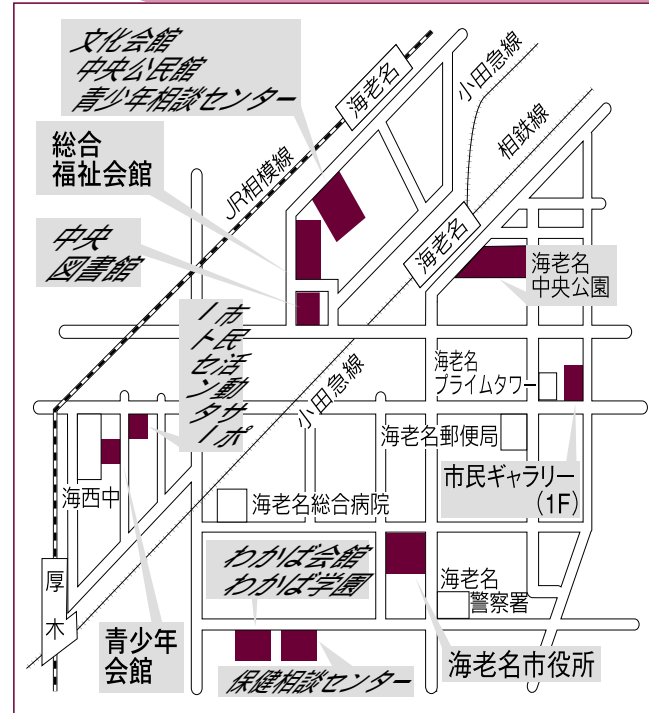 文化会館
中央公民館
青少年相談センター
海老名
小田急線
相鉄線
総合
福祉会館
JR相模線
中央
図書館
海老名
海老名
中央公園
市民活動サポ
ートセンター
小田急線
海老名
プライムタワー
海老名郵便局
市民ギャラリー
(1F)
海西中
海老名総合病院
わかば会館
わかば学園
海老名
警察署
厚木
青少年
会館
保健相談センター
海老名市役所